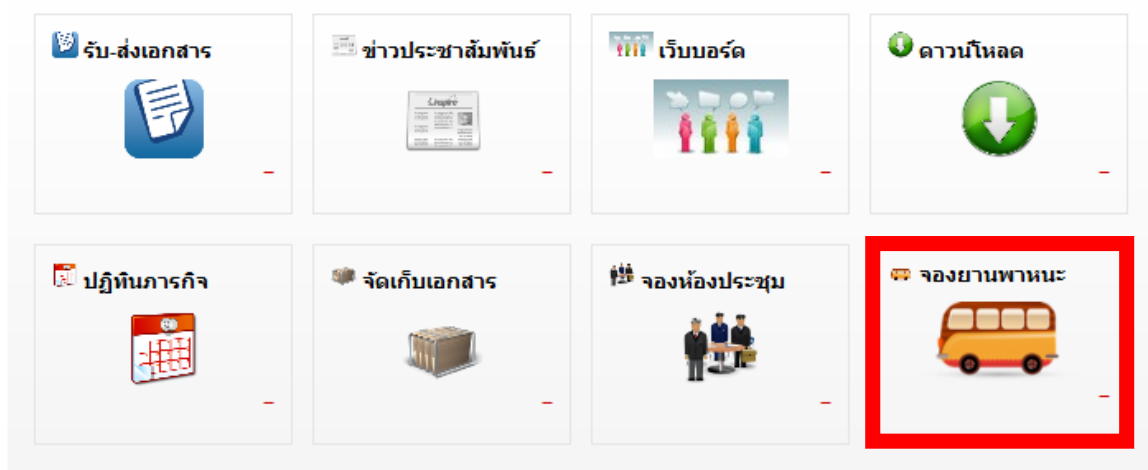 รับ-ส่งเอกสาร
ข่าวประชาสัมพันธ์
เว็บบอร์ด
ดาวน์โหลด
ปฏิทินภารกิจ
จัดเก็บเอกสาร
จองห้องประชุม
จองยานพาหนะ